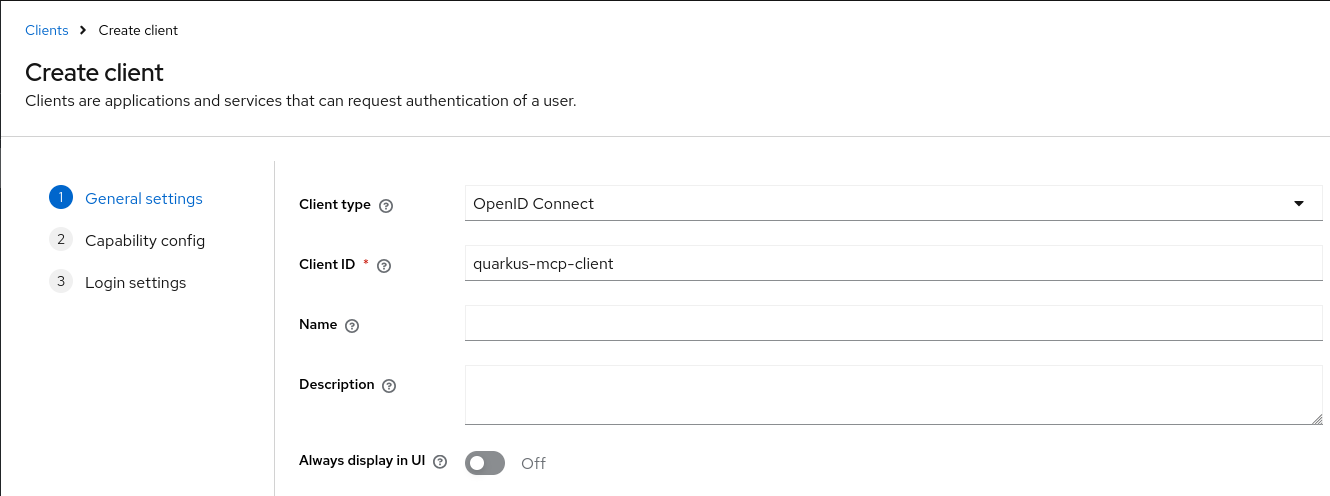 Clients > Create client
Create client
Clients are applications and services that can request authentication of a user.
1 General settings
2 Capability config
3 Login settings
Client type ? OpenID Connect
Client ID * ? quarkus-mcp-client
Name ?
Description ?
Always display in UI ? Off